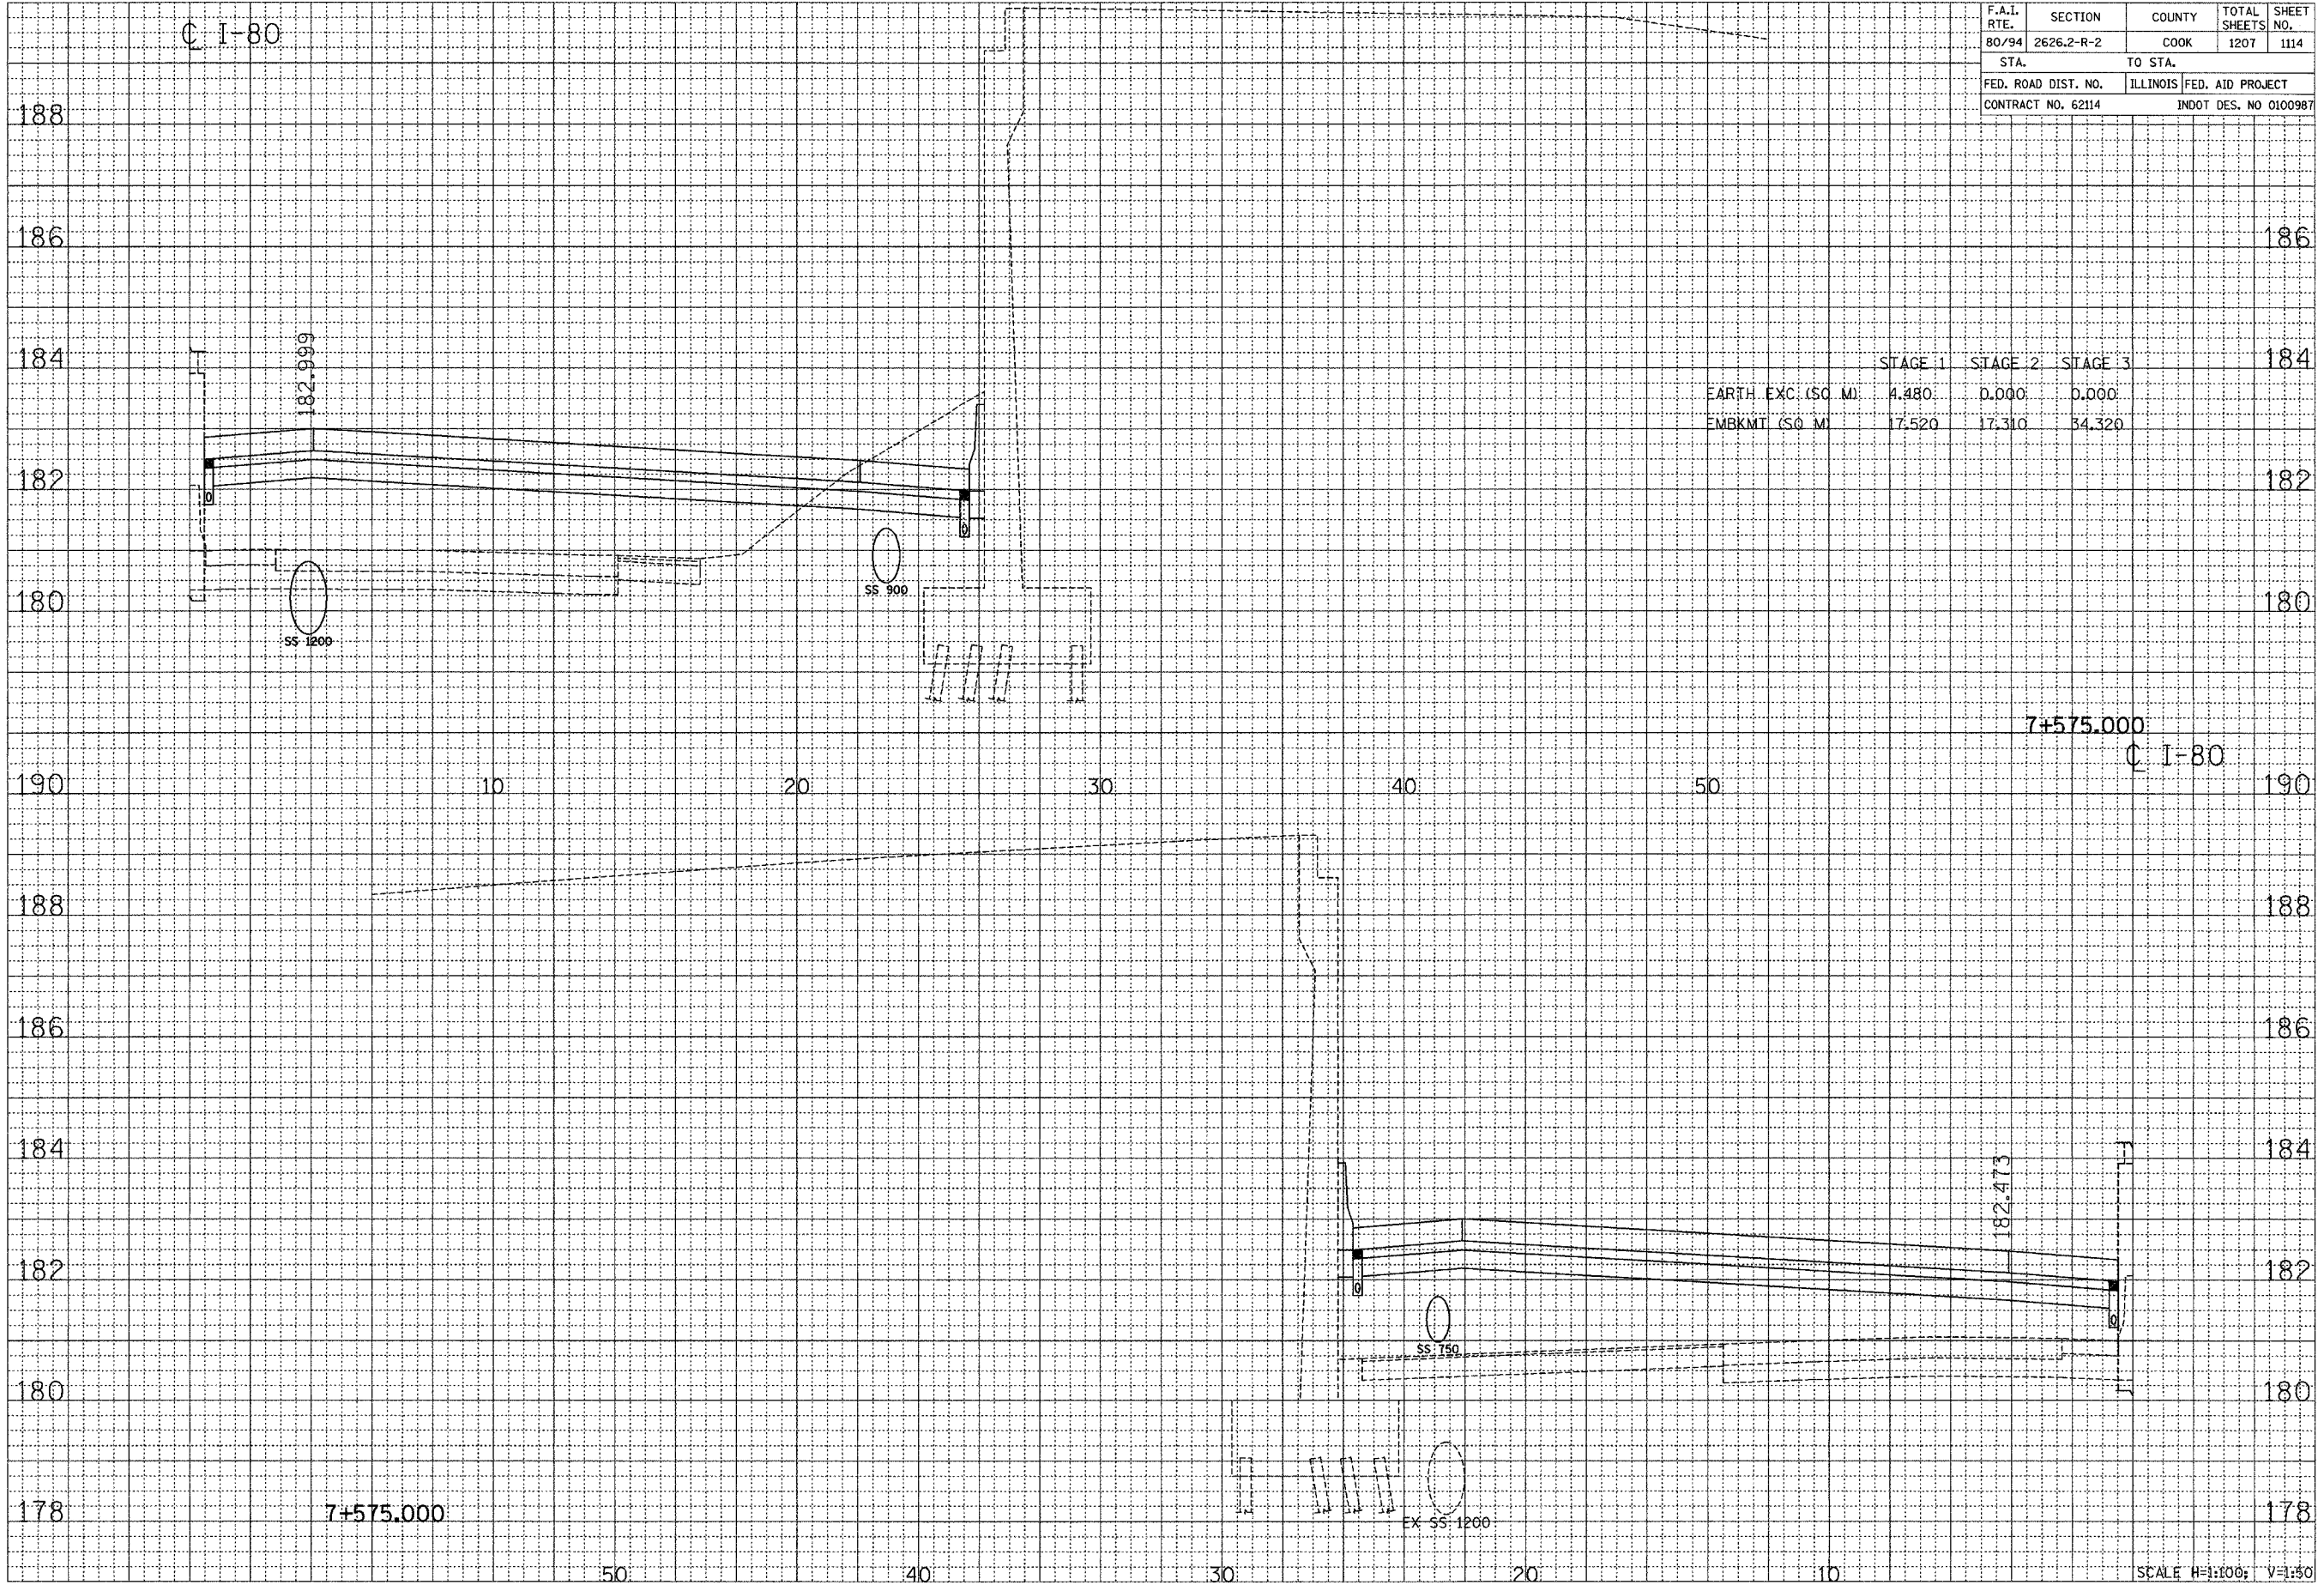 F.A.I. RTE. SECTION COUNTY TOTAL SHEETS SHEET NO.
80/94 2626.2-R-2 COOK 1207 1114
STA. TO STA.
FED. ROAD DIST. NO. ILLINOIS FED. AID PROJECT
CONTRACT NO. 62114 INDOT DES. NO 0100987
℄ I-80
188
186 186
184 184
182.999
STAGE 1 STAGE 2 STAGE 3
EARTH EXC (SQ M) 4.480 0.000 0.000
EMBKMT (SQ M) 17.520 17.310 34.320
182 182
SS 900
180 180
SS 1200
7+575.000
℄ I-80
190 10 20 30 40 50 190
188 188
186 186
184 184
182.473
182 182
SS 750
180 180
178 7+575.000 178
EX SS 1200
50 40 30 20 10
SCALE H=1:100; V=1:50